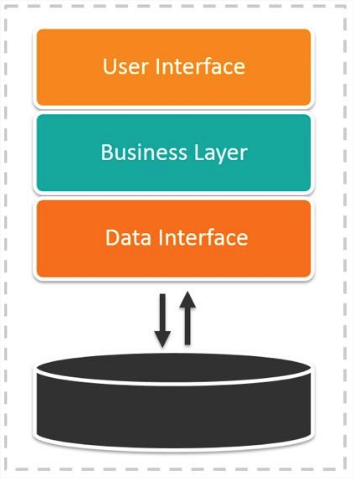 User Interface
Business Layer
Data Interface